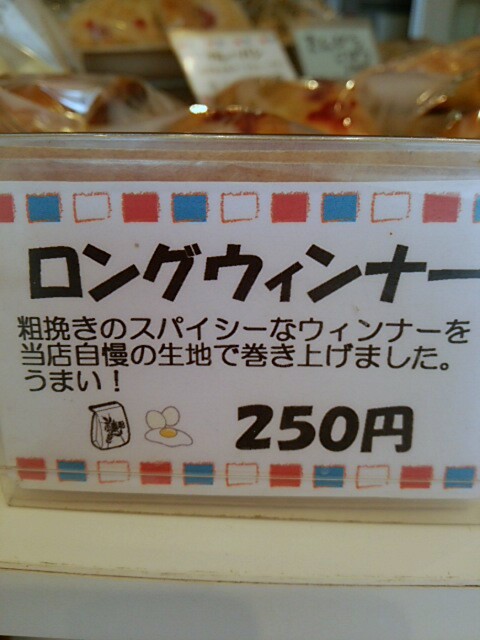 ロングウィンナー
粗挽きのスパイシーなウィンナーを
当店自慢の生地で巻き上げました。
うまい！
250円